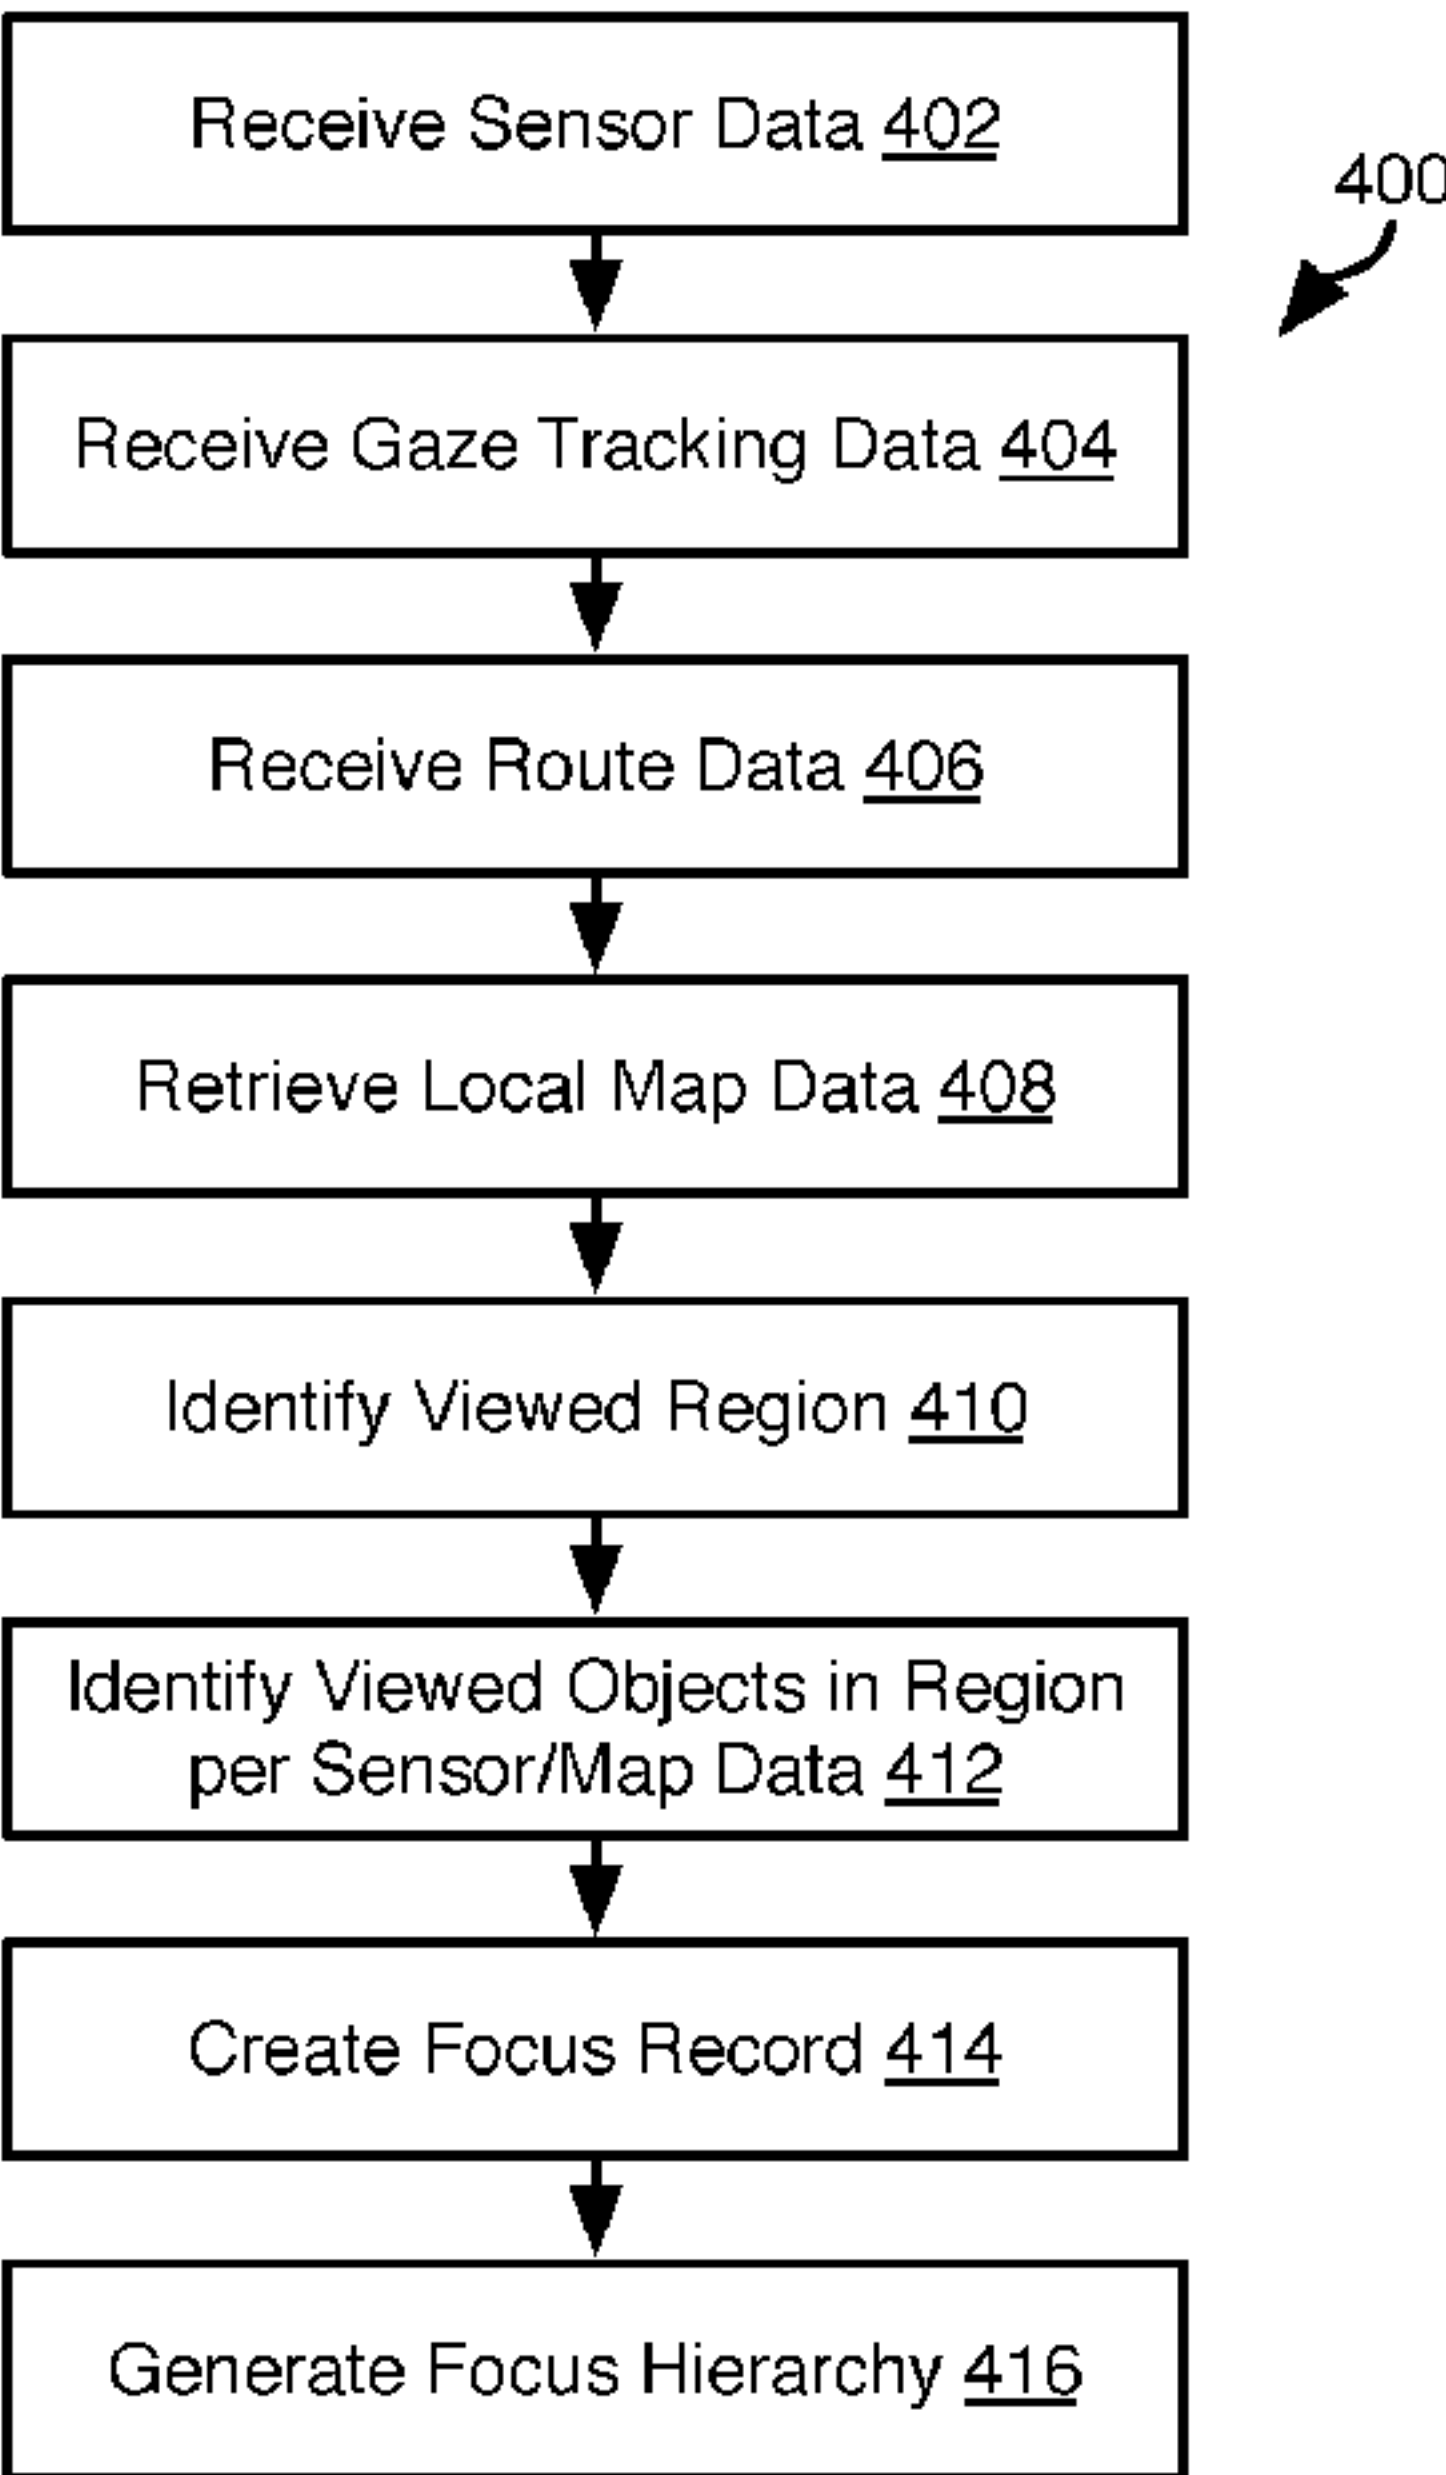 Receive Sensor Data 402
400
Receive Gaze Tracking Data 404
Receive Route Data 406
Retrieve Local Map Data 408
Identify Viewed Region 410
Identify Viewed Objects in Region
per Sensor/Map Data 412
Create Focus Record 414
Generate Focus Hierarchy 416